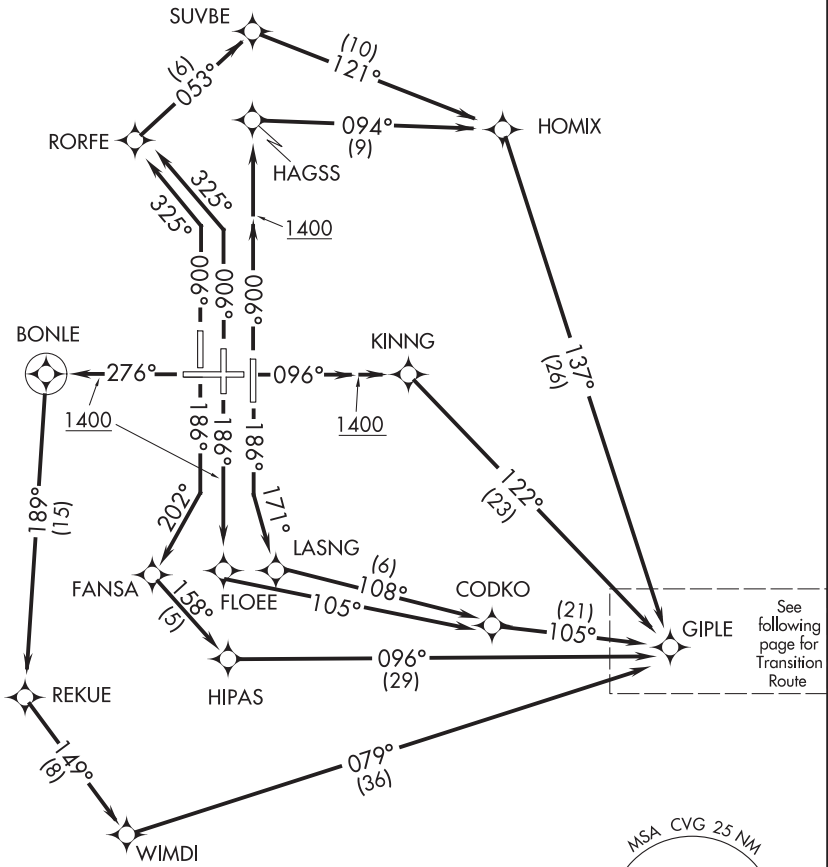 SUVBE
(10)
121°
(6)
053°
RORFE
094°
(9)
HOMIX
HAGSS
325°
325°
1400
006°
006°
006°
BONLE
KINNG
276°
096°
137°
(26)
1400
1400
186°
186°
186°
189°
(15)
202°
171°
122°
(23)
LASNG
(6)
108°
FANSA
FLOEE
105°
CODKO
(21)
105°
GIPLE
See
following
page for
Transition
Route
158°
(5)
096°
(29)
HIPAS
REKUE
149°
(8)
079°
(36)
WIMDI
MSA CVG 25 NM